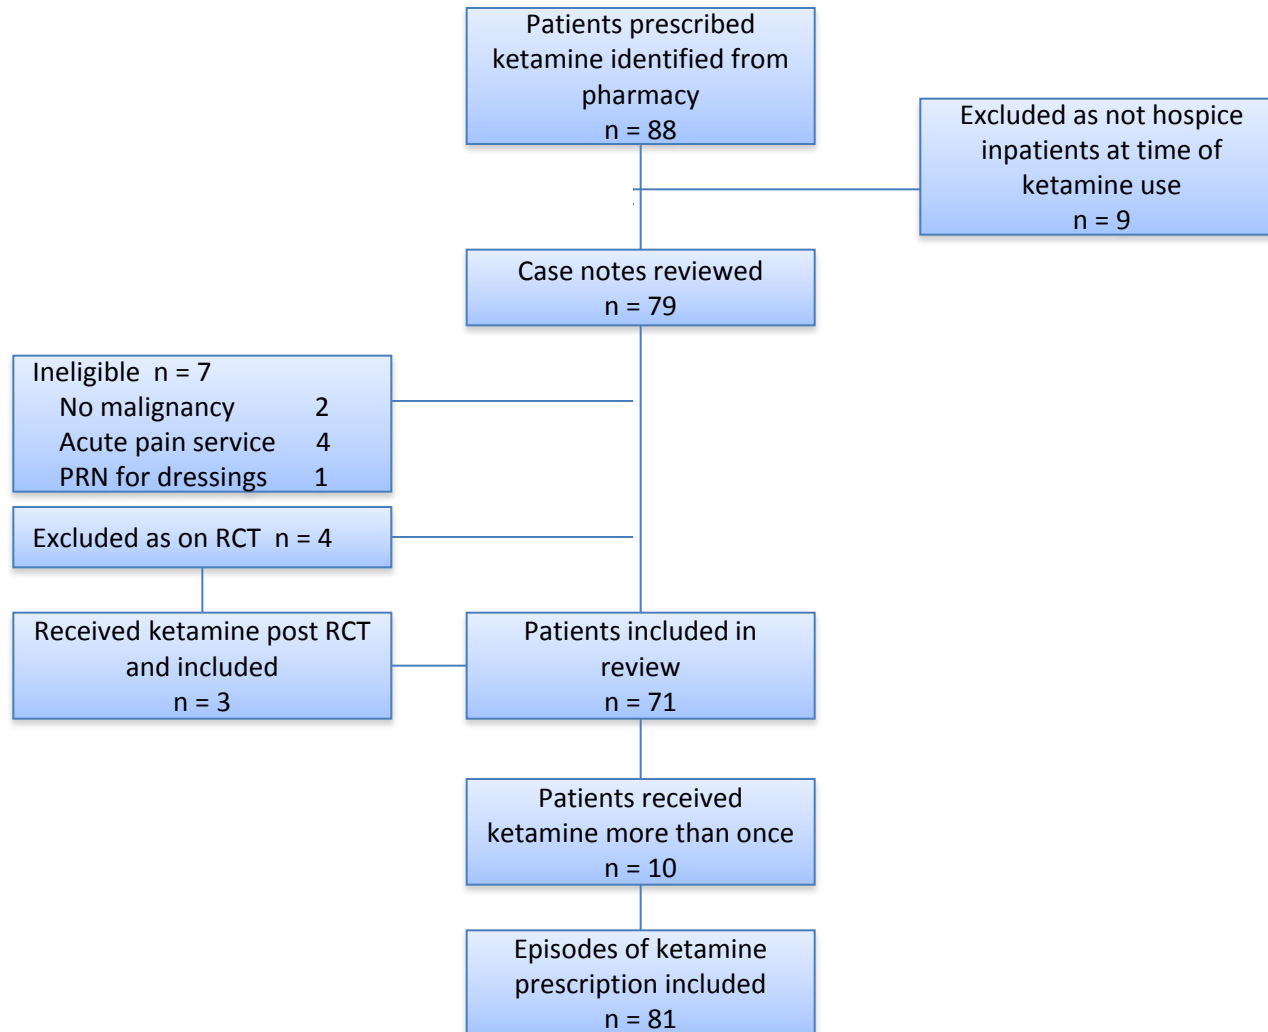 Patients prescribed
ketamine identified from
pharmacy
n = 88
Excluded as not hospice
inpatients at time of
ketamine use
n = 9
Case notes reviewed
n = 79
Ineligible  n = 7
No malignancy 2
Acute pain service 4
PRN for dressings 1
Excluded as on RCT  n = 4
Received ketamine post RCT
and included
n = 3
Patients included in
review
n = 71
Patients received
ketamine more than once
n = 10
Episodes of ketamine
prescription included
n = 81